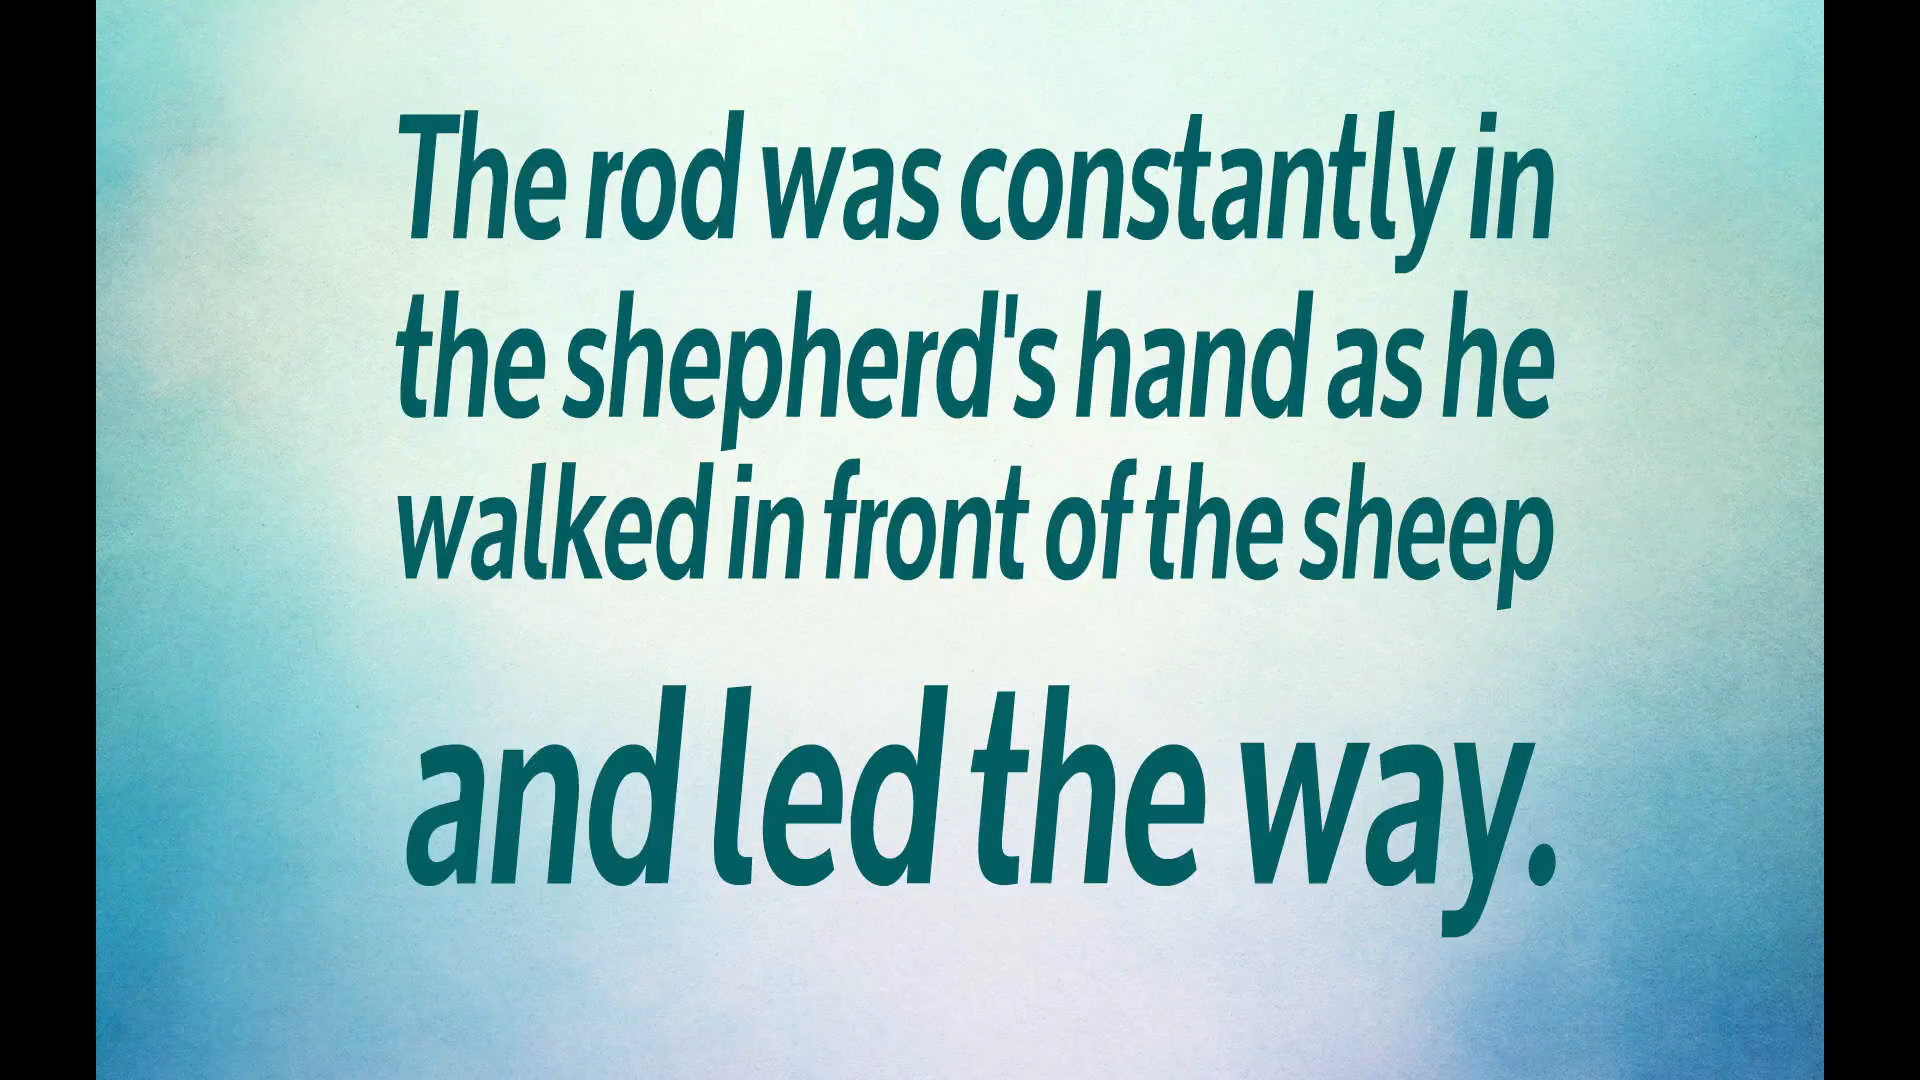 The rod was constantly in
the shepherd's hand as he
walked in front of the sheep
and led the way.